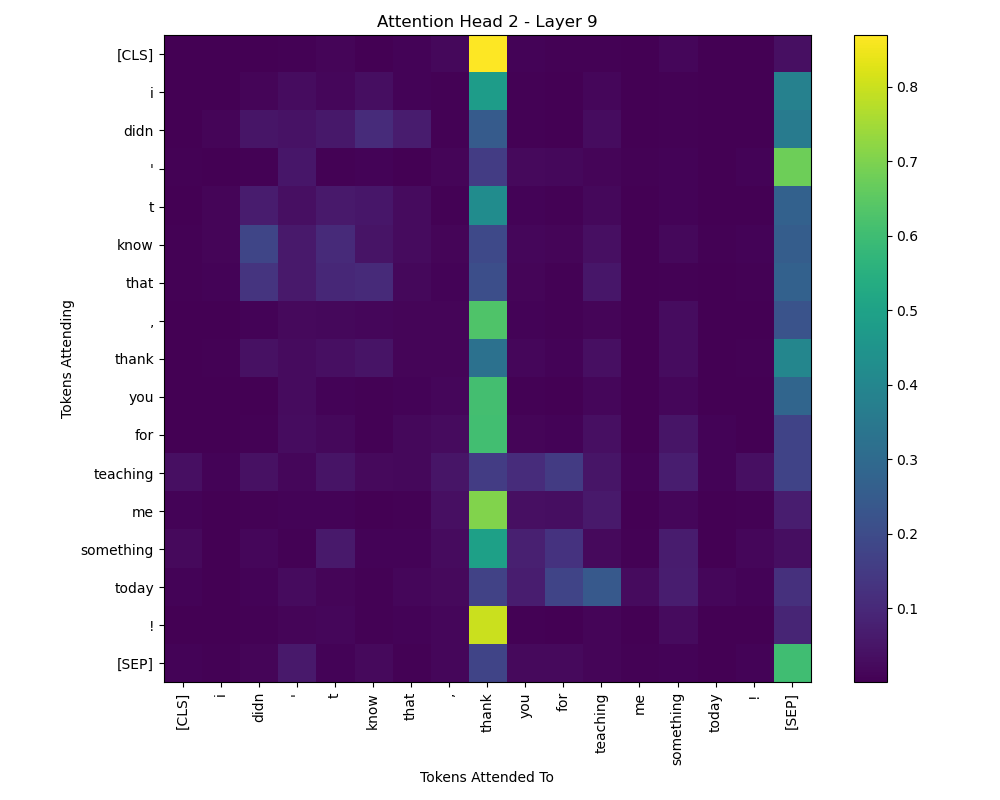 Attention Head 2 - Layer 9
[CLS]
i
didn
'
t
know
that
,
thank
you
for
teaching
me
something
today
!
[SEP]
Tokens Attending
[CLS]
i
didn
'
t
know
that
,
thank
you
for
teaching
me
something
today
!
[SEP]
Tokens Attended To
0.8
0.7
0.6
0.5
0.4
0.3
0.2
0.1